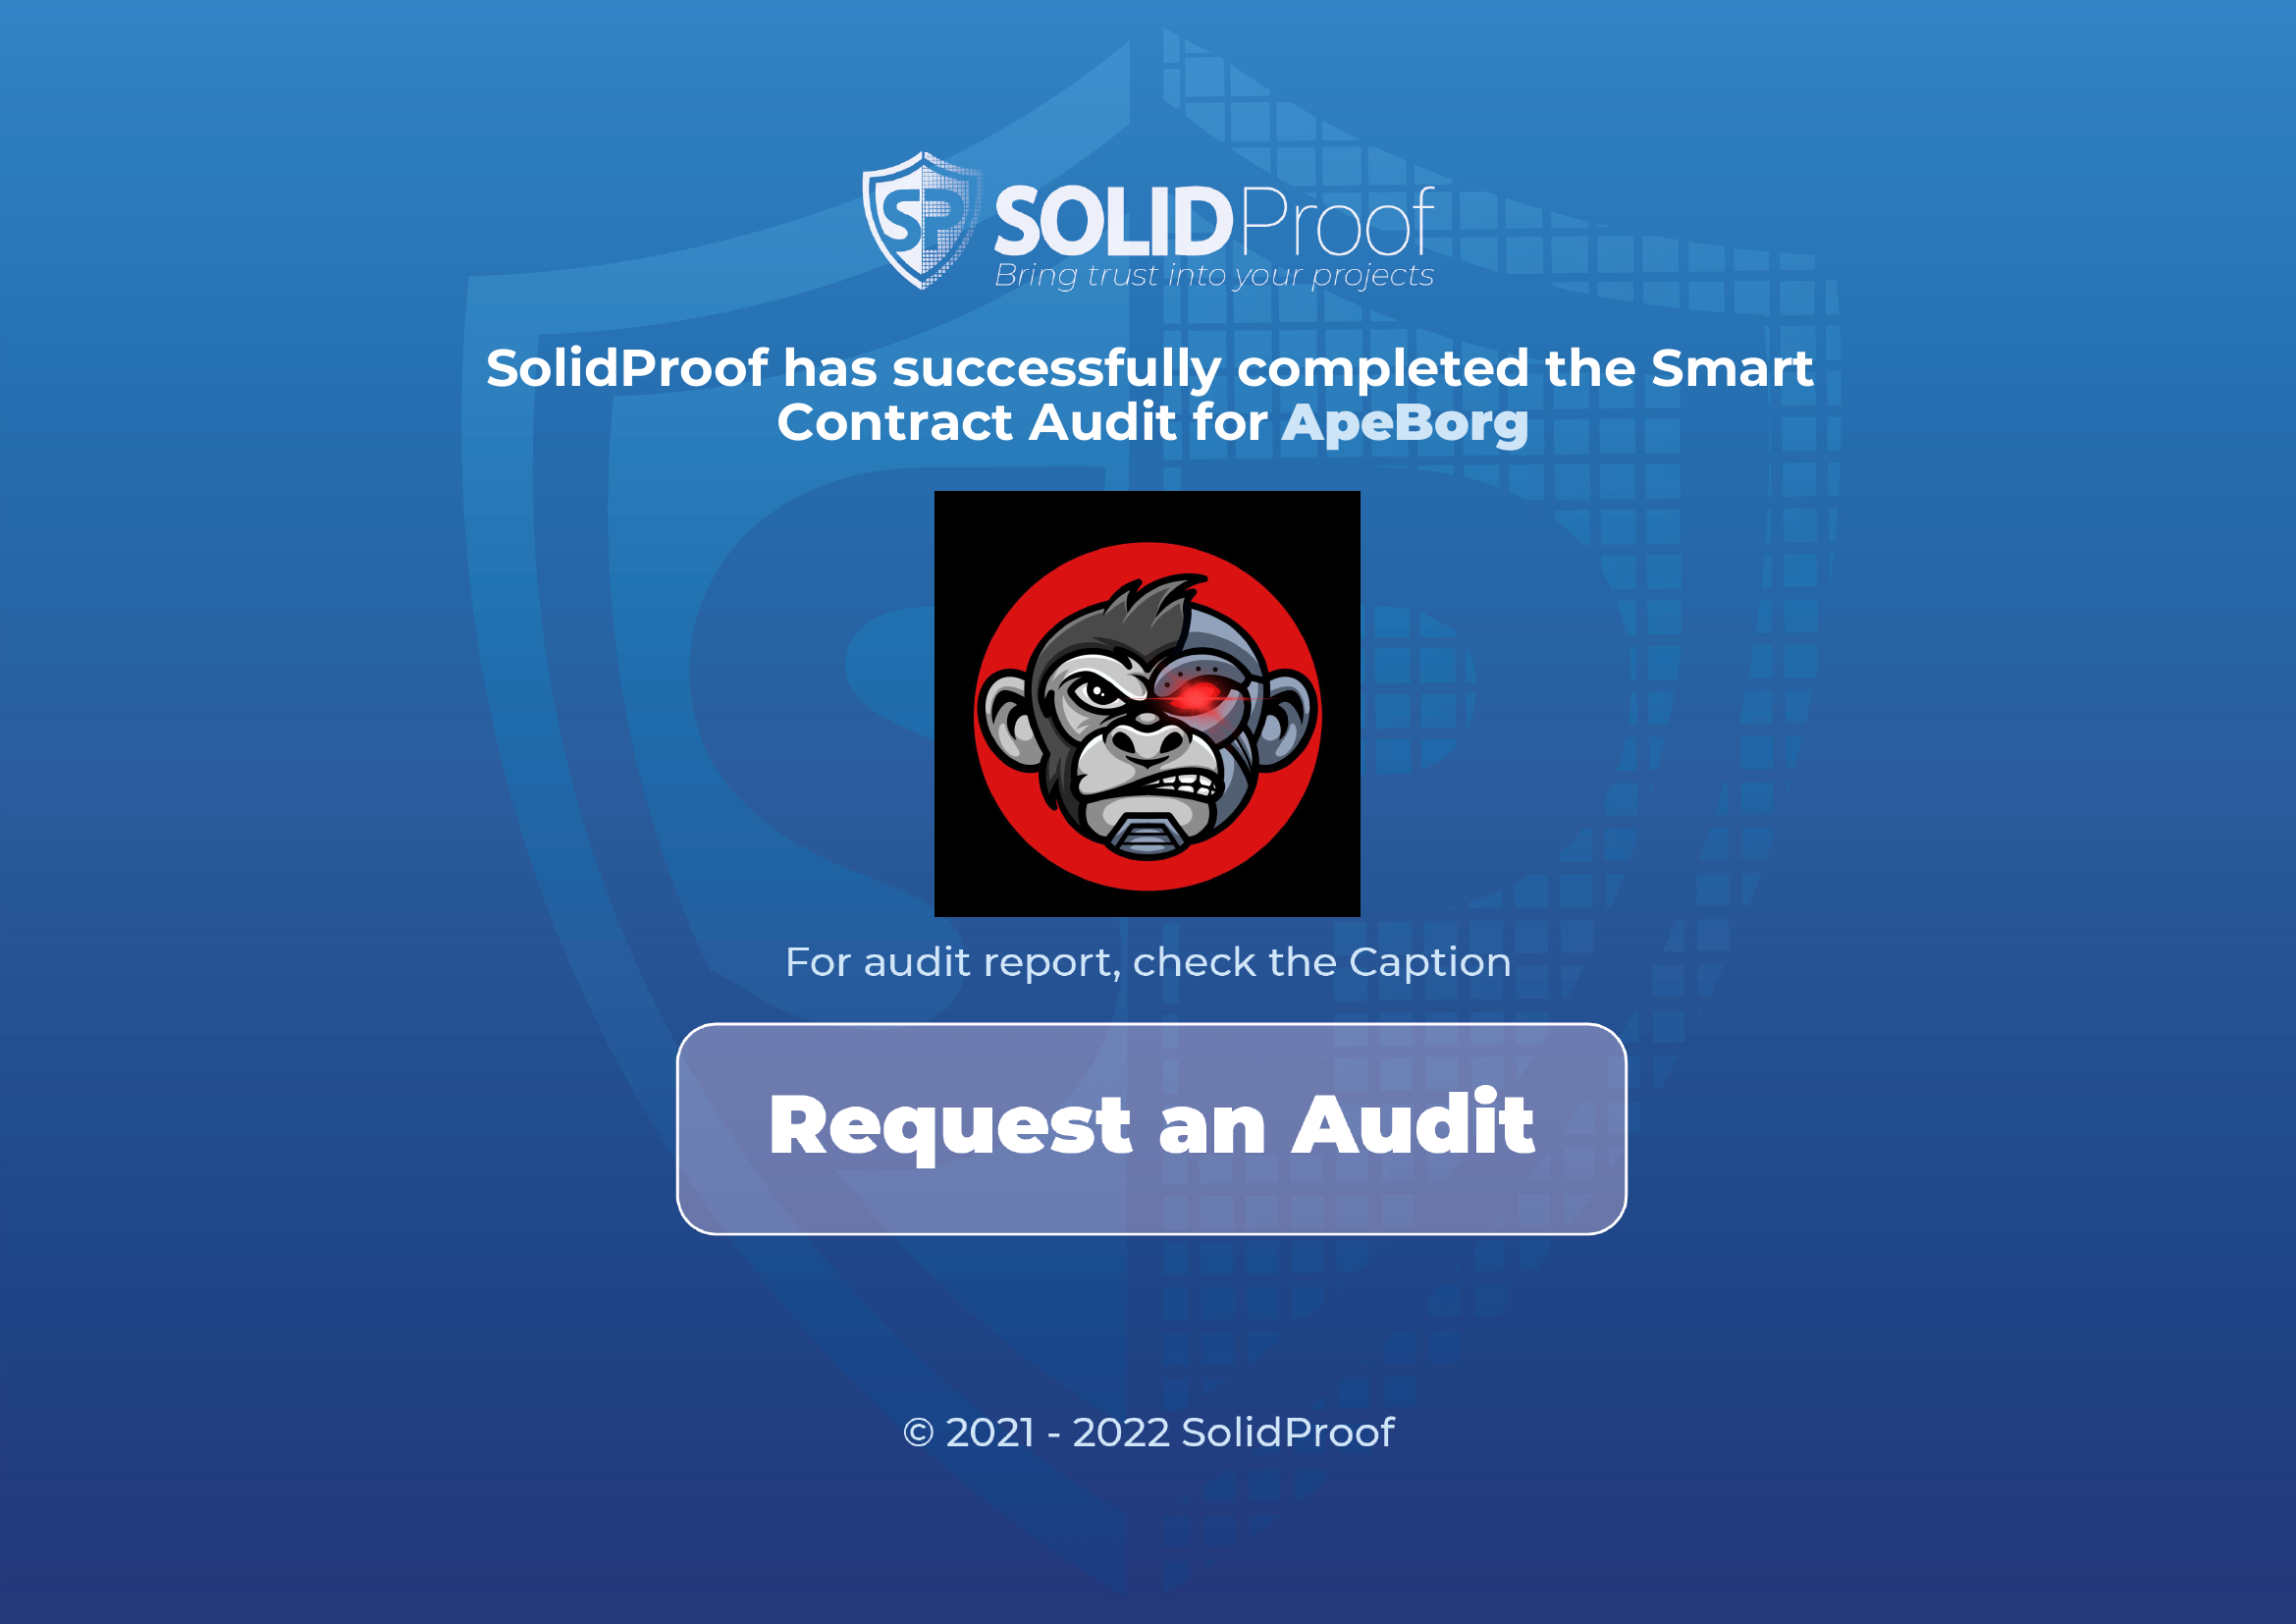 SP SOLIDProof
Bring trust into your projects
SolidProof has successfully completed the Smart
Contract Audit for ApeBorg
For audit report, check the Caption
Request an Audit
© 2021 - 2022 SolidProof